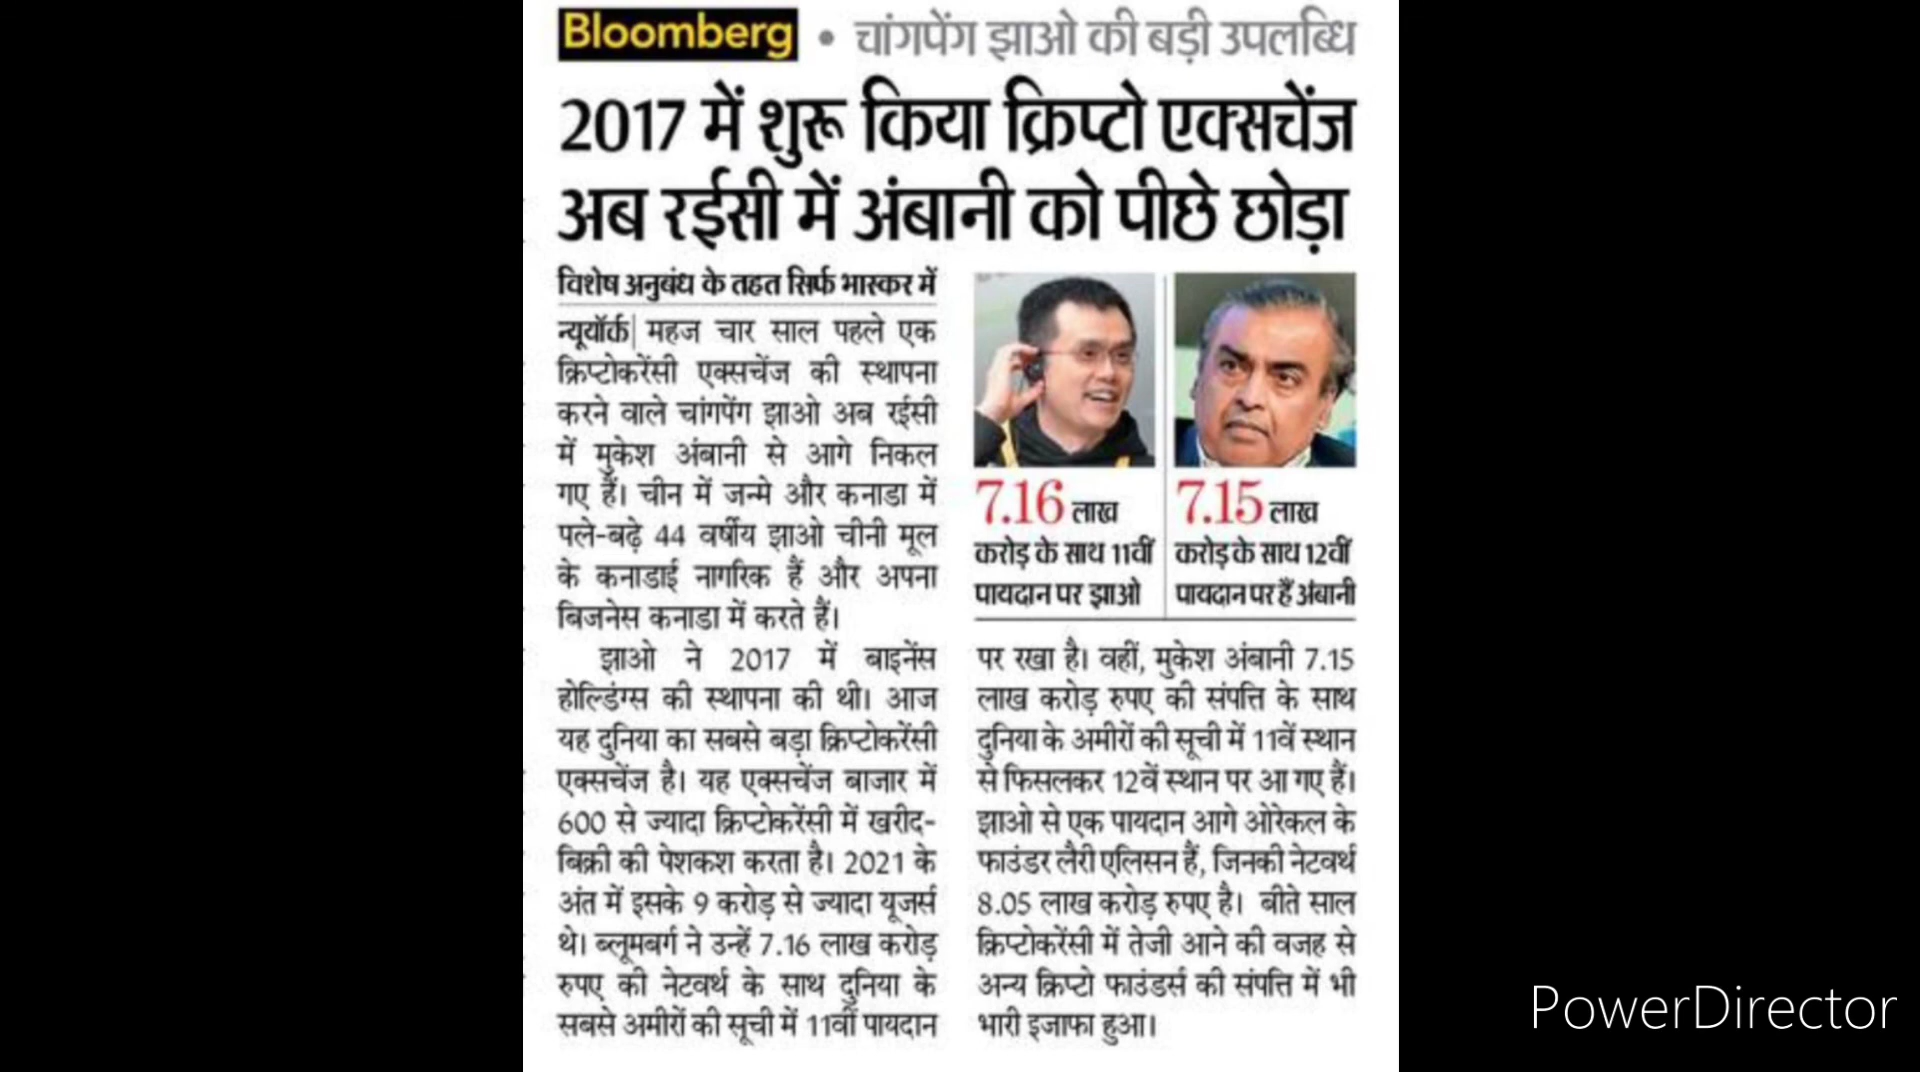 Bloomberg • चांगपेंग झाओ की बड़ी उपलब्धि
2017 में शुरू किया क्रिप्टो एक्सचेंज
अब रईसी में अंबानी को पीछे छोड़ा
विशेष अनुबंध के तहत सिर्फ भास्कर में
न्यूयॉर्क| महज चार साल पहले एक
क्रिप्टोकरेंसी एक्सचेंज की स्थापना
करने वाले चांगपेंग झाओ अब रईसी
में मुकेश अंबानी से आगे निकल
गए हैं। चीन में जन्मे और कनाडा में
पले-बढ़े 44 वर्षीय झाओ चीनी मूल
के कनाडाई नागरिक हैं और अपना
बिजनेस कनाडा में करते हैं।
झाओ ने 2017 में बाइनेंस
होल्डिंग्स की स्थापना की थी। आज
यह दुनिया का सबसे बड़ा क्रिप्टोकरेंसी
एक्सचेंज है। यह एक्सचेंज बाजार में
600 से ज्यादा क्रिप्टोकरेंसी में खरीद-
बिक्री की पेशकश करता है। 2021 के
अंत में इसके 9 करोड़ से ज्यादा यूजर्स
थे। ब्लूमबर्ग ने उन्हें 7.16 लाख करोड़
रुपए की नेटवर्थ के साथ दुनिया के
सबसे अमीरों की सूची में 11वीं पायदान
7.16 लाख
करोड़ के साथ 11वीं
पायदान पर झाओ
7.15 लाख
करोड़ के साथ 12वीं
पायदान पर हैं अंबानी
पर रखा है। वहीं, मुकेश अंबानी 7.15
लाख करोड़ रुपए की संपत्ति के साथ
दुनिया के अमीरों की सूची में 11वें स्थान
से फिसलकर 12वें स्थान पर आ गए हैं।
झाओ से एक पायदान आगे ओरेकल के
फाउंडर लैरी एलिसन हैं, जिनकी नेटवर्थ
8.05 लाख करोड़ रुपए है। बीते साल
क्रिप्टोकरेंसी में तेजी आने की वजह से
अन्य क्रिप्टो फाउंडर्स की संपत्ति में भी
भारी इजाफा हुआ।
PowerDirector